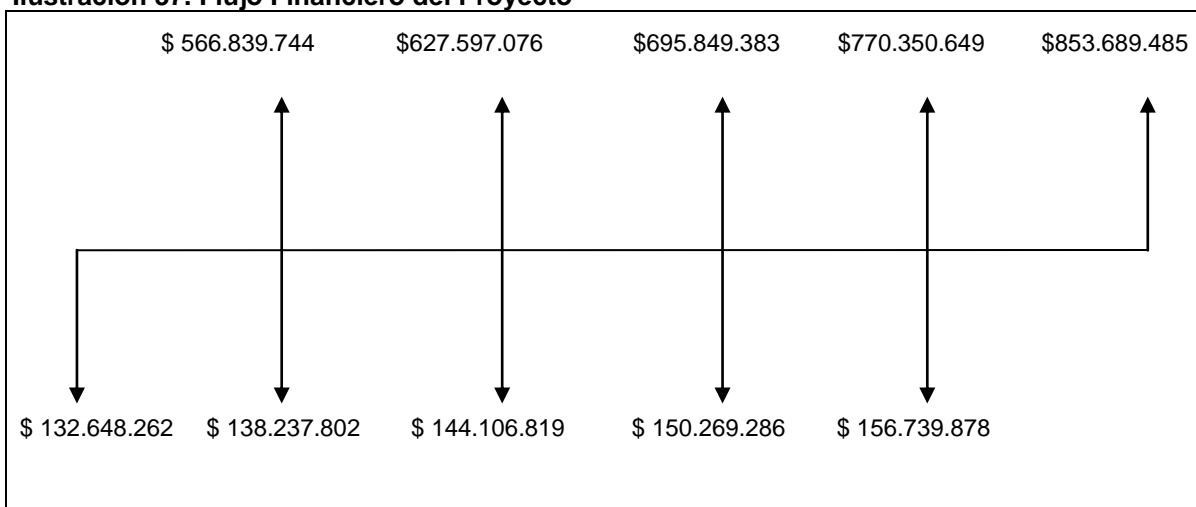 Ilustración Flujo Financiero del Proyecto
$ 566.839.744 $627.597.076 $695.849.383 $770.350.649 $853.689.485
$ 132.648.262 $ 138.237.802 $ 144.106.819 $ 150.269.286 $ 156.739.878